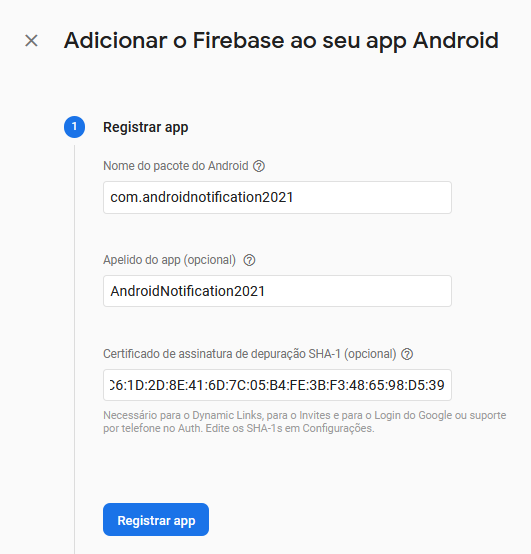 Adicionar o Firebase ao seu app Android
1
Registrar app
Nome do pacote do Android
com.androidnotification2021
Apelido do app (opcional)
AndroidNotification2021
Certificado de assinatura de depuração SHA-1 (opcional)
C6:1D:2D:8E:41:6D:7C:05:B4:FE:3B:F3:48:65:98:D5:39
Necessário para o Dynamic Links, para o Invites e para o Login do Google ou suporte
por telefone no Auth. Edite os SHA-1s em Configurações.
Registrar app